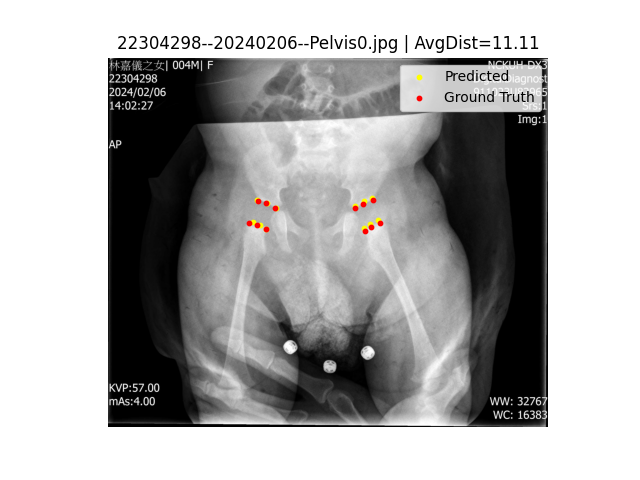 22304298--20240206--Pelvis0.jpg | AvgDist=11.11
林嘉儀之女| 004M| F
22304298
2024/02/06
14:02:27
AP
NCKUH-DX3
Predicted
Ground Truth
Srs:1
Img:1
KVP:57.00
mAs:4.00
WW: 32767
WC: 16383